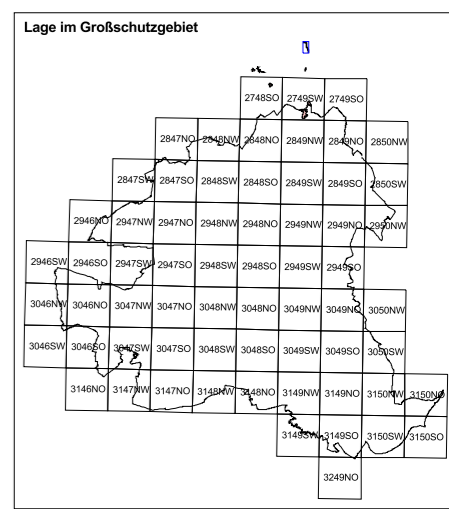 Lage im Großschutzgebiet
2748SO 2749SW 2749SO
2847NO 2848NW 2848NO 2849NW 2849NO 2850NW
2847SW 2847SO 2848SW 2848SO 2849SW 2849SO 2850SW
2946NO 2947NW 2947NO 2948NW 2948NO 2949NW 2949NO 2950NW
2946SW 2946SO 2947SW 2947SO 2948SW 2948SO 2949SW 2949SO
3046NW 3046NO 3047NW 3047NO 3048NW 3048NO 3049NW 3049NO 3050NW
3046SW 3046SO 3047SW 3047SO 3048SW 3048SO 3049SW 3049SO 3050SW
3146NO 3147NW 3147NO 3148NW 3148NO 3149NW 3149NO 3150NW 3150NO
3149SW 3149SO 3150SW 3150SO
3249NO